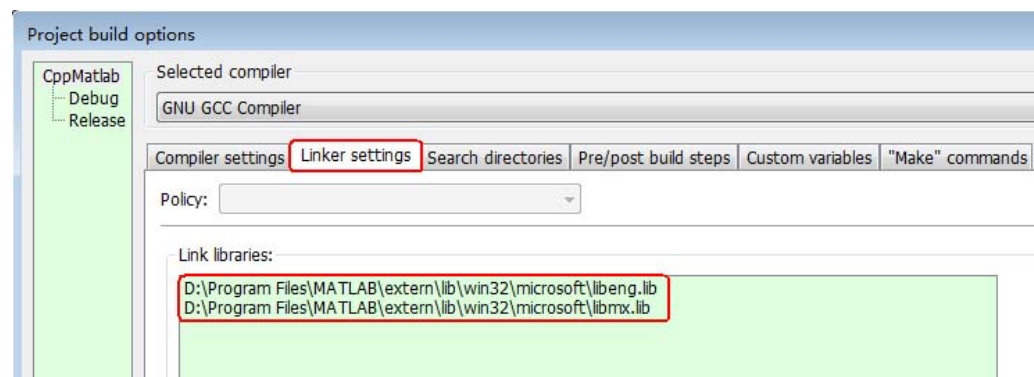 Project build options
CppMatlab
Debug
Release
Selected compiler
GNU GCC Compiler
Compiler settings Linker settings Search directories Pre/post build steps Custom variables "Make" commands
Policy:
Link libraries:
D:\Program Files\MATLAB\extern\lib\win32\microsoft\libeng.lib
D:\Program Files\MATLAB\extern\lib\win32\microsoft\libmx.lib